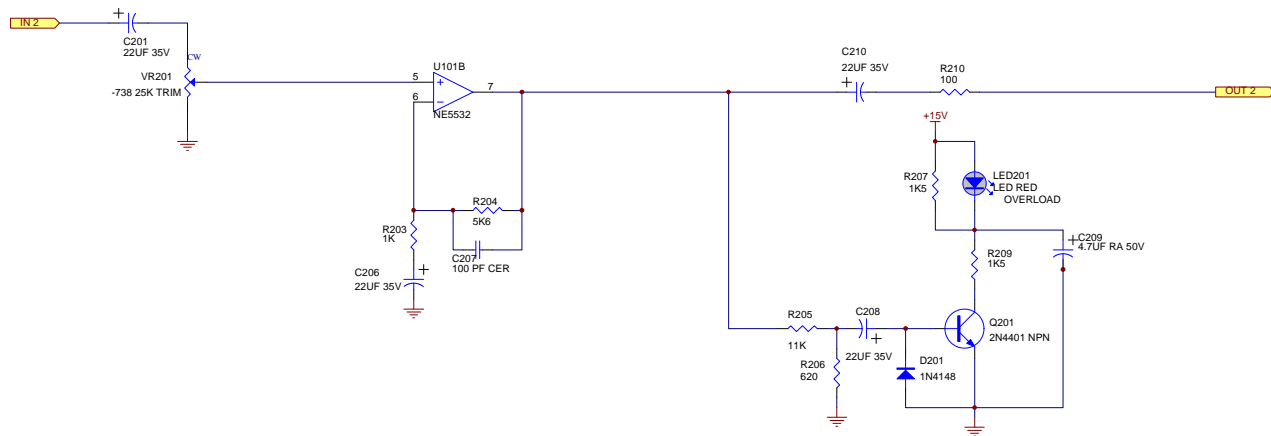 IN 2
C201
22UF 35V
CW
VR201
-738 25K TRIM
U101B
5
6
7
NE5532
R204
5K6
R203
1K
C207
100 PF CER
C206
22UF 35V
C210
22UF 35V
R210
100
OUT 2
+15V
R207
1K5
LED201
LED RED
OVERLOAD
C209
4.7UF RA 50V
R209
1K5
R205
11K
C208
22UF 35V
R206
620
D201
1N4148
Q201
2N4401 NPN